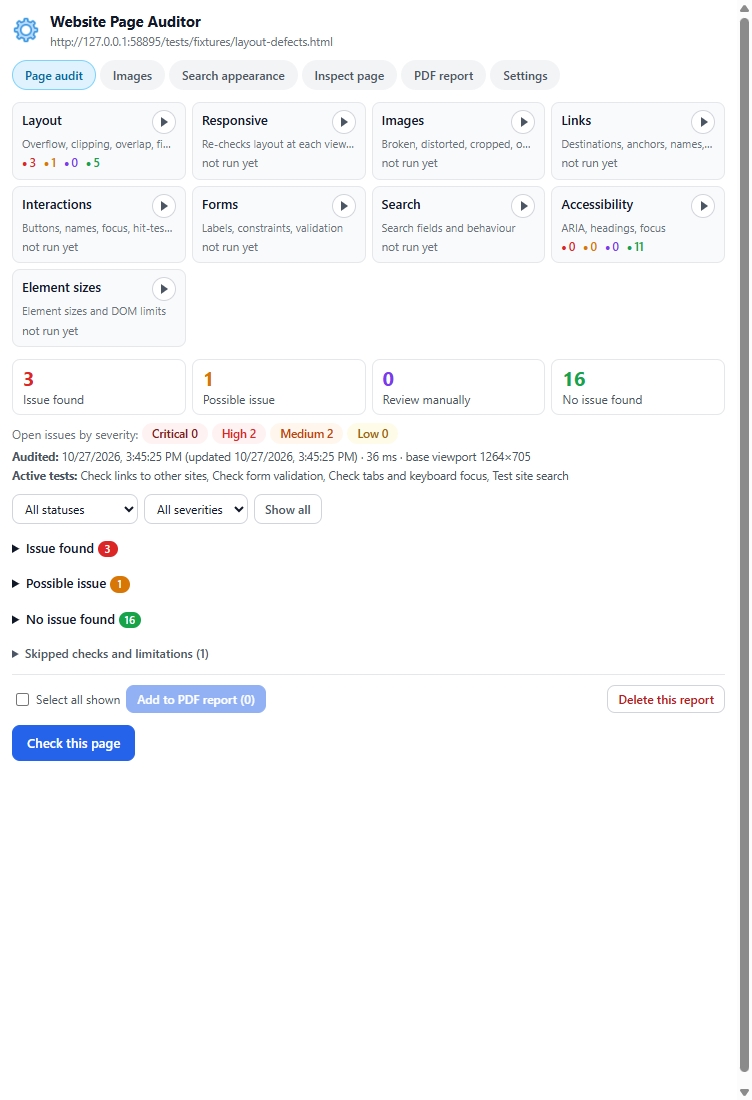 Website Page Auditor
http://127.0.0.1:58895/tests/fixtures/layout-defects.html
Page audit Images Search appearance Inspect page PDF report Settings
Layout
Overflow, clipping, overlap, fi...
3 1 0 5
Responsive
Re-checks layout at each view...
not run yet
Images
Broken, distorted, cropped, o...
not run yet
Links
Destinations, anchors, names,...
not run yet
Interactions
Buttons, names, focus, hit-tes...
not run yet
Forms
Labels, constraints, validation
not run yet
Search
Search fields and behaviour
not run yet
Accessibility
ARIA, headings, focus
0 0 0 11
Element sizes
Element sizes and DOM limits
not run yet
3
Issue found
1
Possible issue
0
Review manually
16
No issue found
Open issues by severity: Critical 0 High 2 Medium 2 Low 0
Audited: 10/27/2026, 3:45:25 PM (updated 10/27/2026, 3:45:25 PM) · 36 ms · base viewport 1264×705
Active tests: Check links to other sites, Check form validation, Check tabs and keyboard focus, Test site search
All statuses All severities Show all
Issue found 3
Possible issue 1
No issue found 16
Skipped checks and limitations (1)
Select all shown Add to PDF report (0) Delete this report
Check this page